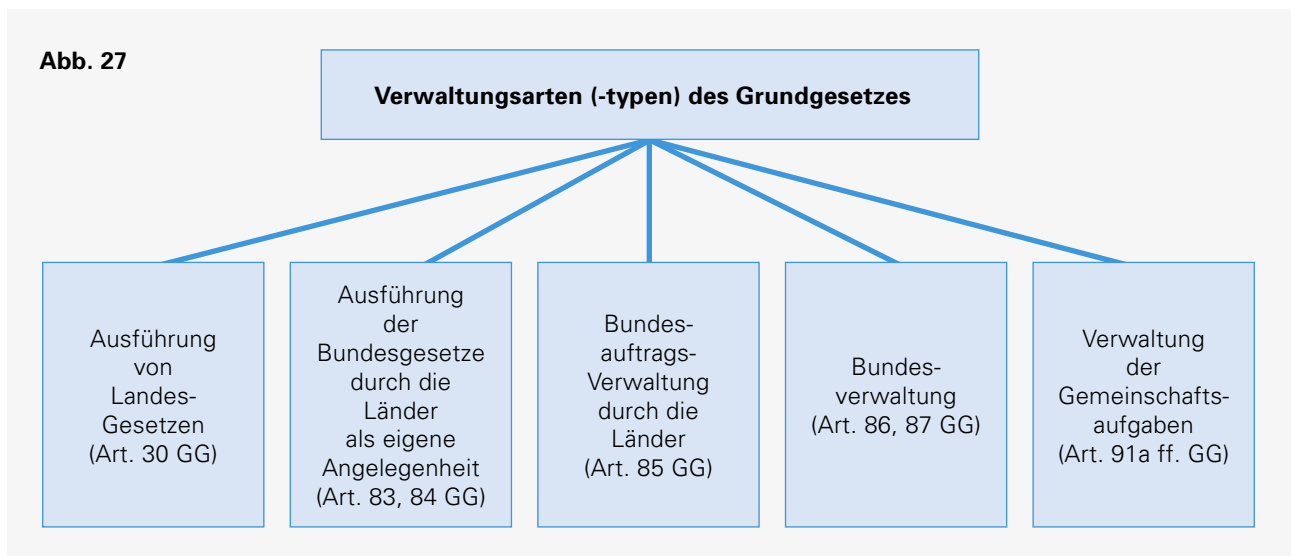 Abb. 27
Verwaltungsarten (-typen) des Grundgesetzes
Ausführung
von
Landes-
Gesetzen
(Art. 30 GG)
Ausführung
der
Bundesgesetze
durch die
Länder
als eigene
Angelegenheit
(Art. 83, 84 GG)
Bundes-
auftrags-
Verwaltung
durch die
Länder
(Art. 85 GG)
Bundes-
verwaltung
(Art. 86, 87 GG)
Verwaltung
der
Gemeinschafts-
aufgaben
(Art. 91a ff. GG)